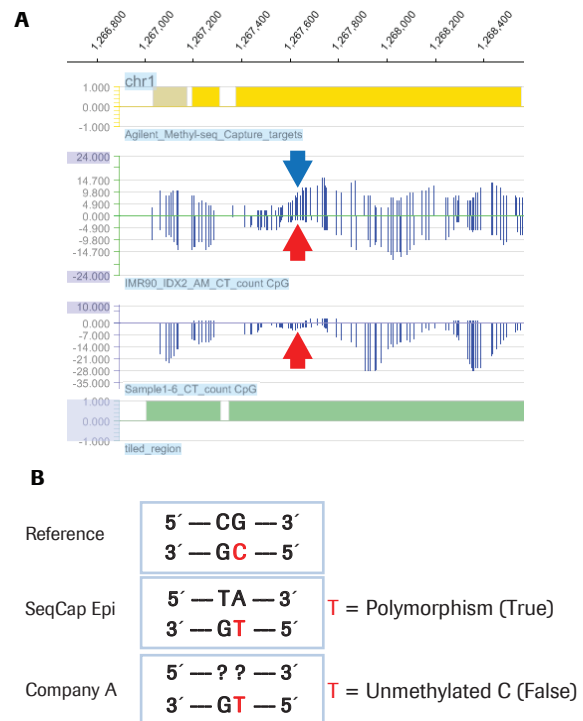 A
1,266,800 1,267,000 1,267,200 1,267,400 1,267,600 1,267,800 1,268,000 1,268,200 1,268,400
chr1
1.000
0.000
-1.000
Agilent_Methyl-seq_Capture_targets
24.000
14.700
9.800
4.900
0.000
-4.900
-9.800
-14.700
-24.000
IMR90_IDX2_AM_CT_count CpG
10.000
0.000
-7.000
-14.000
-21.000
-28.000
-35.000
Sample1-6_CT_count CpG
1.000
0.000
-1.000
tiled_region
B
Reference
5´ — CG — 3´
3´ — GC — 5´
SeqCap Epi
5´ — TA — 3´
3´ — GT — 5´
T = Polymorphism (True)
Company A
5´ — ? ? — 3´
3´ — GT — 5´
T = Unmethylated C (False)